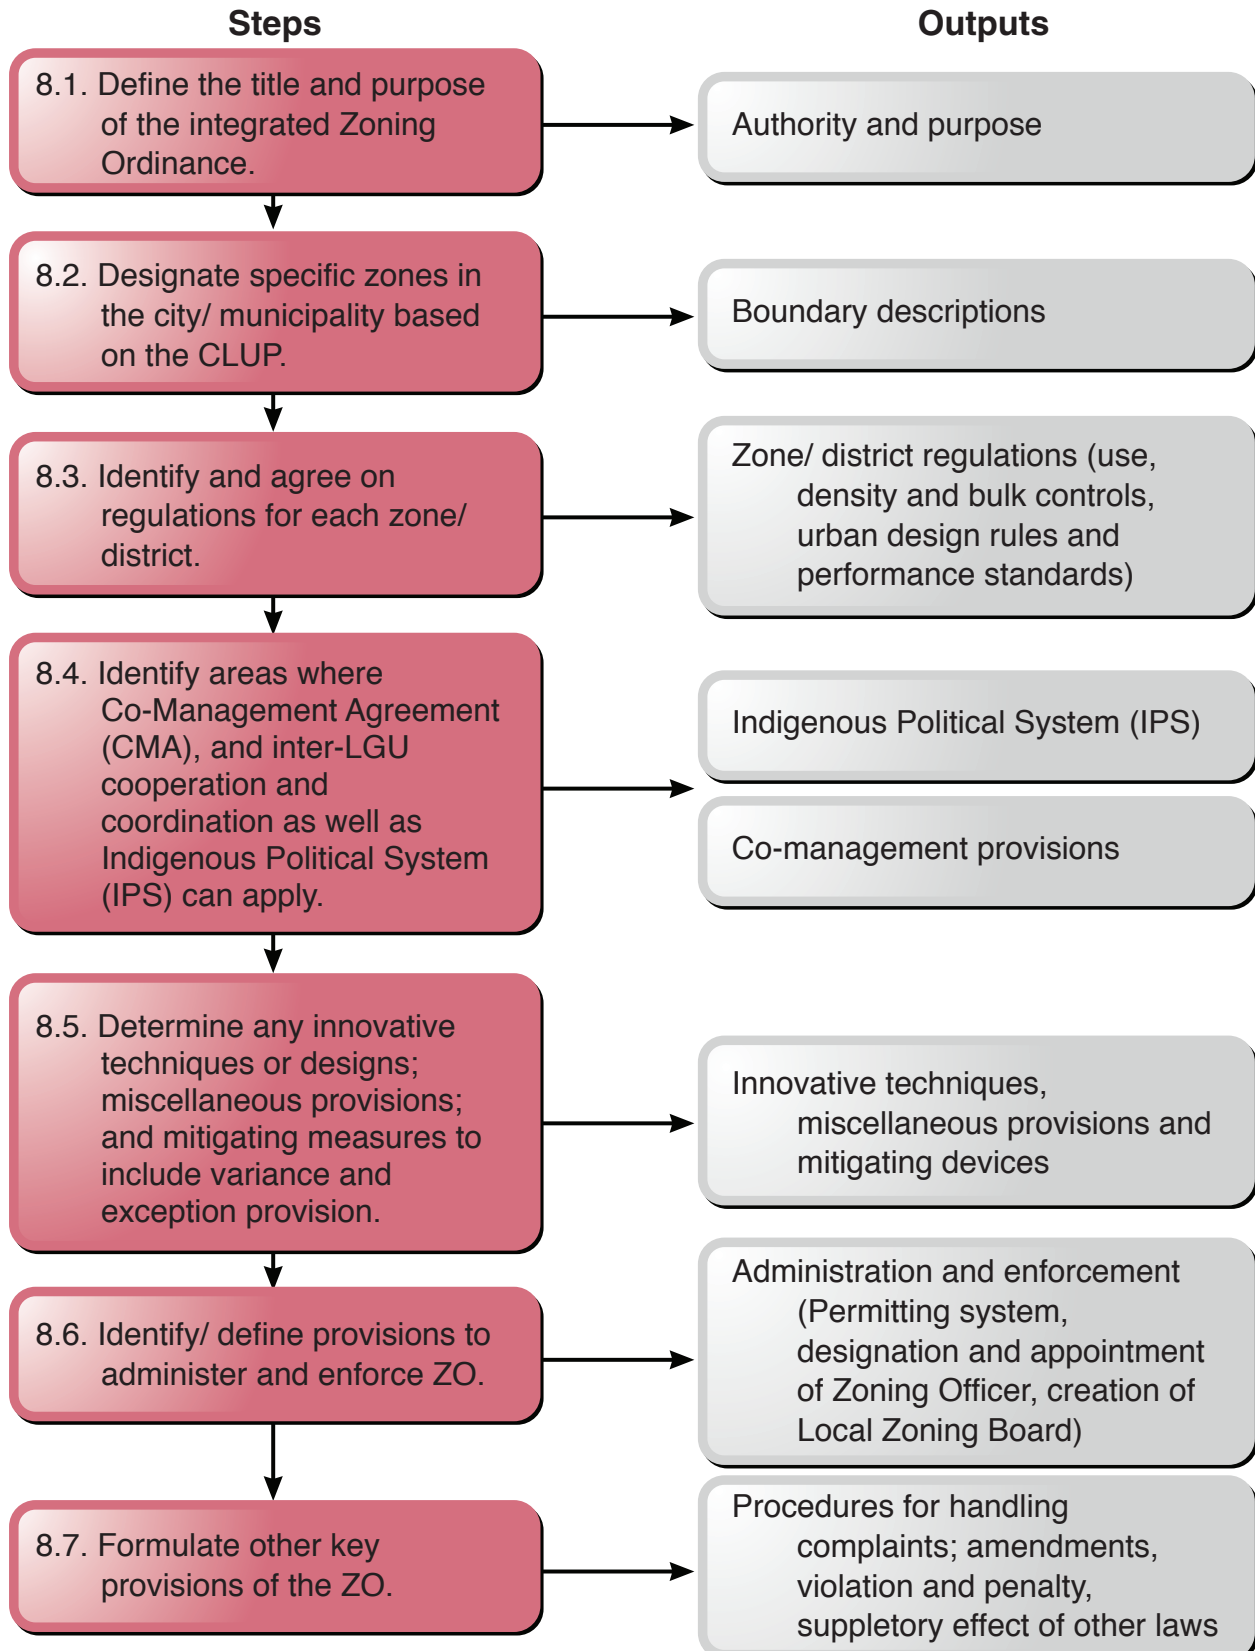 Steps
Outputs
8.1. Define the title and purpose
of the integrated Zoning
Ordinance.
Authority and purpose
8.2. Designate specific zones in
the city/ municipality based
on the CLUP.
Boundary descriptions
8.3. Identify and agree on
regulations for each zone/
district.
Zone/ district regulations (use,
density and bulk controls,
urban design rules and
performance standards)
8.4. Identify areas where
Co-Management Agreement
(CMA), and inter-LGU
cooperation and
coordination as well as
Indigenous Political System
(IPS) can apply.
Indigenous Political System (IPS)
Co-management provisions
8.5. Determine any innovative
techniques or designs;
miscellaneous provisions;
and mitigating measures to
include variance and
exception provision.
Innovative techniques,
miscellaneous provisions and
mitigating devices
8.6. Identify/ define provisions to
administer and enforce ZO.
Administration and enforcement
(Permitting system,
designation and appointment
of Zoning Officer, creation of
Local Zoning Board)
8.7. Formulate other key
provisions of the ZO.
Procedures for handling
complaints; amendments,
violation and penalty,
suppletory effect of other laws